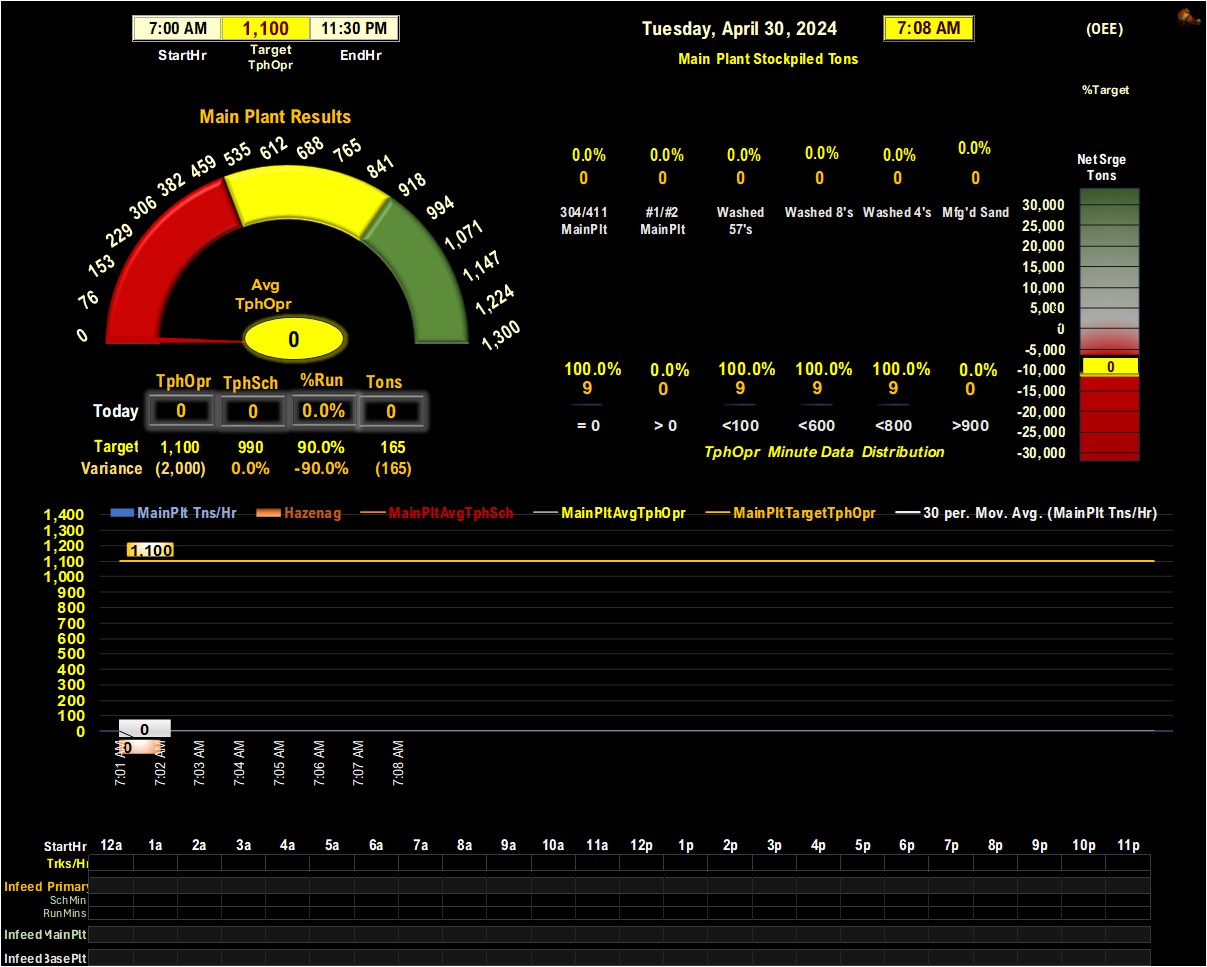 7:00 AM 1,100 11:30 PM
StartHr Target TphOpr EndHr
Tuesday, April 30, 2024 7:08 AM (OEE)
Main Plant Stockpiled Tons
%Target
Main Plant Results
0 76 153 229 306 382 459 535 612 688 765 841 918 994 1,071 1,147 1,224 1,300
Avg
TphOpr
0
0.0% 0.0% 0.0% 0.0% 0.0% 0.0%
0 0 0 0 0 0
304/411 MainPlt #1/#2 MainPlt Washed 57's Washed 8's Washed 4's Mfg'd Sand
NetSrge
Tons
30,000
25,000
20,000
15,000
10,000
5,000
0
-5,000
-10,000
-15,000
-20,000
-25,000
-30,000
0
100.0% 0.0% 100.0% 100.0% 100.0% 0.0%
9 0 9 9 9 0
= 0 > 0 <100 <600 <800 >900
TphOpr Minute Data Distribution
TphOpr TphSch %Run Tons
Today 0 0 0.0% 0
Target 1,100 990 90.0% 165
Variance (2,000) 0.0% -90.0% (165)
MainPlt Tns/Hr Hazenag MainPltAvgTphSch MainPltAvgTphOpr MainPltTargetTphOpr 30 per. Mov. Avg. (MainPlt Tns/Hr)
1,400
1,300
1,200
1,100
1,000
900
800
700
600
500
400
300
200
100
0
1,100
0
0
7:01 AM 7:02 AM 7:03 AM 7:04 AM 7:05 AM 7:06 AM 7:07 AM 7:08 AM
StartHr 12a 1a 2a 3a 4a 5a 6a 7a 8a 9a 10a 11a 12p 1p 2p 3p 4p 5p 6p 7p 8p 9p 10p 11p
Trks/Hr
Infeed Primary
SchMin
RunMins
Infeed MainPlt
Infeed BasePlt